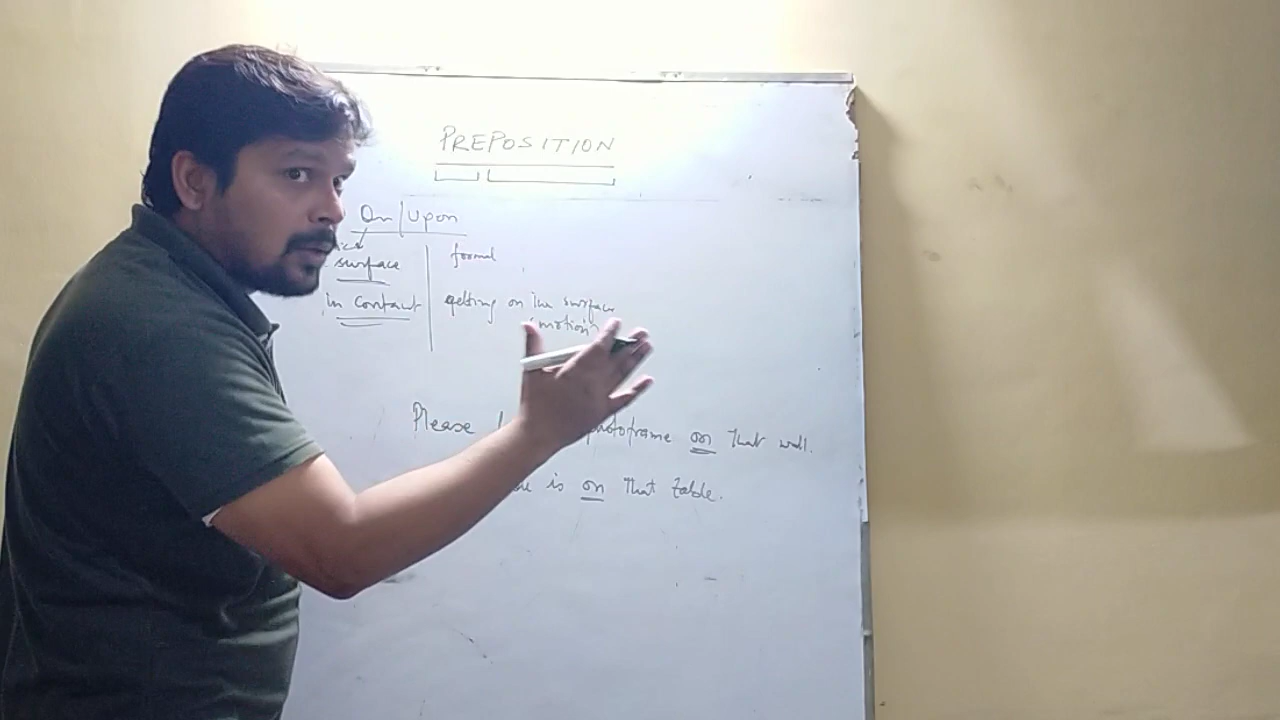 PREPOSITION
On/Upon
surface
formal
in contact
getting on the surface
(motion)
Please photoframe on that wall.
is on that table.